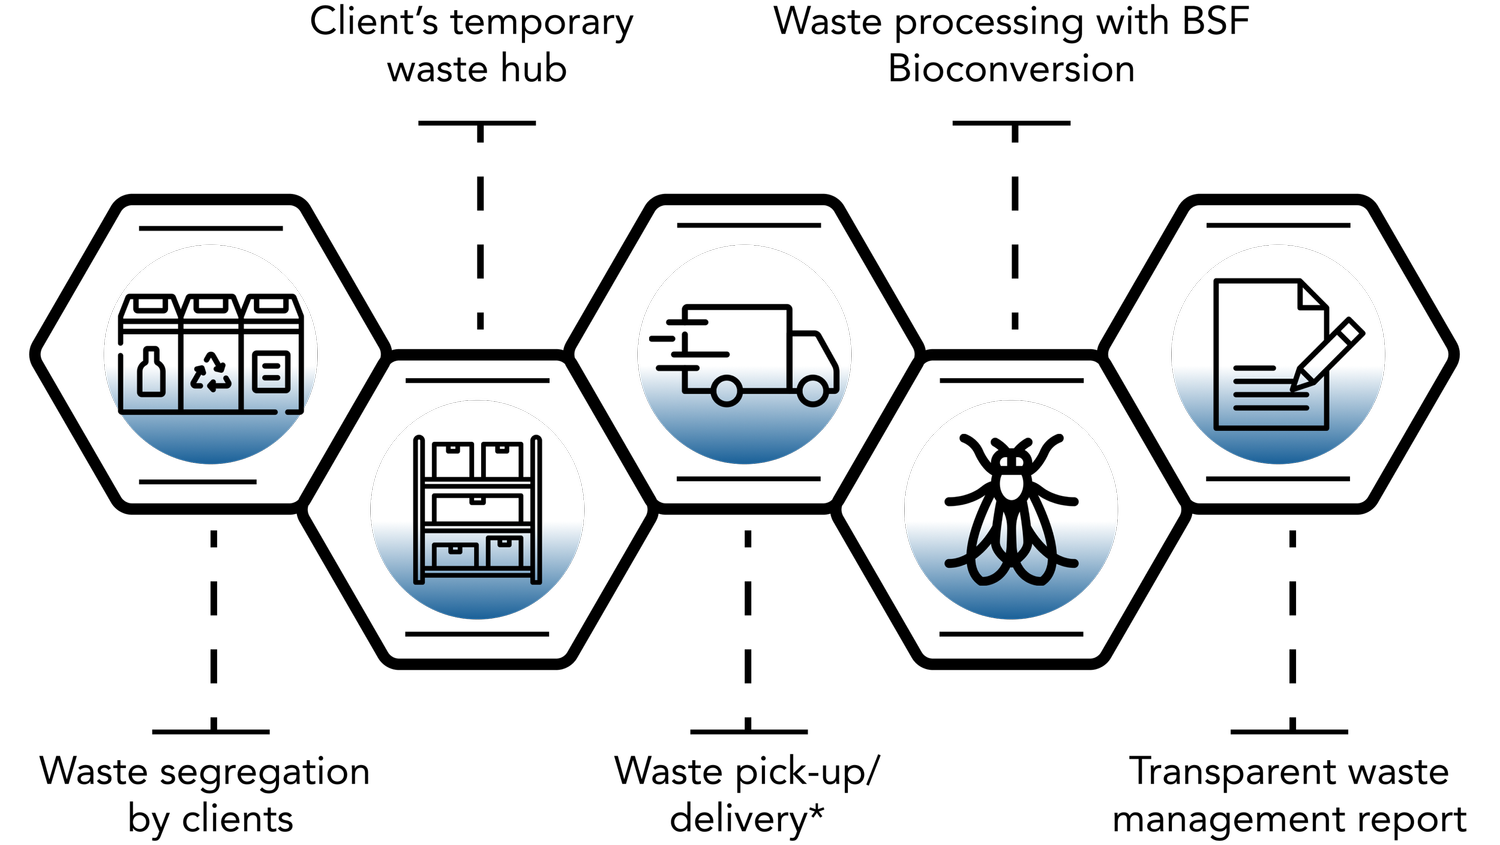 Client’s temporary
waste hub
Waste processing with BSF
Bioconversion
Waste segregation
by clients
Waste pick-up/
delivery*
Transparent waste
management report